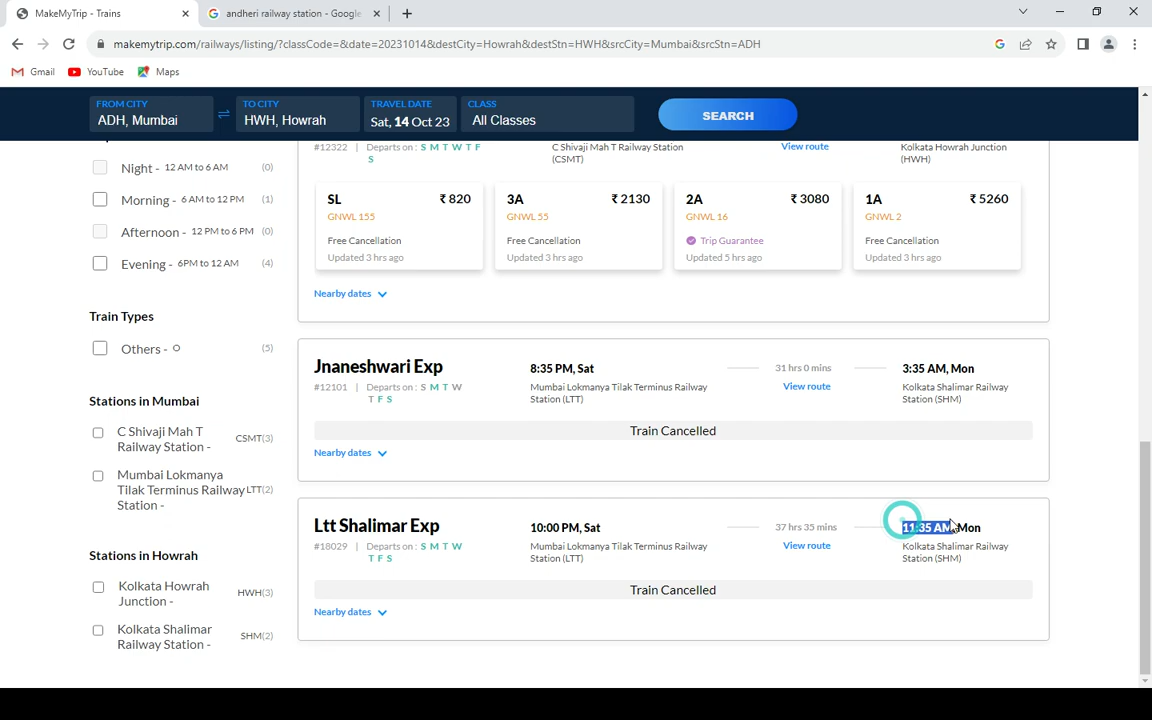 MakeMyTrip - Trains
andheri railway station - Google
makemytrip.com/railways/listing/?classCode=&date=20231014&destCity=Howrah&destStn=HWH&srcCity=Mumbai&srcStn=ADH
Gmail YouTube Maps
FROM CITY
ADH, Mumbai
TO CITY
HWH, Howrah
TRAVEL DATE
Sat, 14 Oct 23
CLASS
All Classes
SEARCH
Night - 12 AM to 6 AM (0)
Morning - 6 AM to 12 PM (1)
Afternoon - 12 PM to 6 PM (0)
Evening - 6PM to 12 AM (4)
Train Types
Others - (5)
Stations in Mumbai
C Shivaji Mah T
Railway Station - CSMT(3)
Mumbai Lokmanya
Tilak Terminus Railway LTT(2)
Station -
Stations in Howrah
Kolkata Howrah
Junction - HWH(3)
Kolkata Shalimar
Railway Station - SHM(2)
#12322 | Departs on : S M T W T F
S
C Shivaji Mah T Railway Station
(CSMT)
View route
Kolkata Howrah Junction
(HWH)
SL ₹ 820
GNWL 155
Free Cancellation
Updated 3 hrs ago
3A ₹ 2130
GNWL 55
Free Cancellation
Updated 3 hrs ago
2A ₹ 3080
GNWL 16
Trip Guarantee
Updated 5 hrs ago
1A ₹ 5260
GNWL 2
Free Cancellation
Updated 3 hrs ago
Nearby dates
Jnaneshwari Exp
#12101 | Departs on : S M T W
T F S
8:35 PM, Sat
Mumbai Lokmanya Tilak Terminus Railway
Station (LTT)
31 hrs 0 mins
View route
3:35 AM, Mon
Kolkata Shalimar Railway
Station (SHM)
Train Cancelled
Nearby dates
Ltt Shalimar Exp
#18029 | Departs on : S M T W
T F S
10:00 PM, Sat
Mumbai Lokmanya Tilak Terminus Railway
Station (LTT)
37 hrs 35 mins
View route
11:35 AM, Mon
Kolkata Shalimar Railway
Station (SHM)
Train Cancelled
Nearby dates